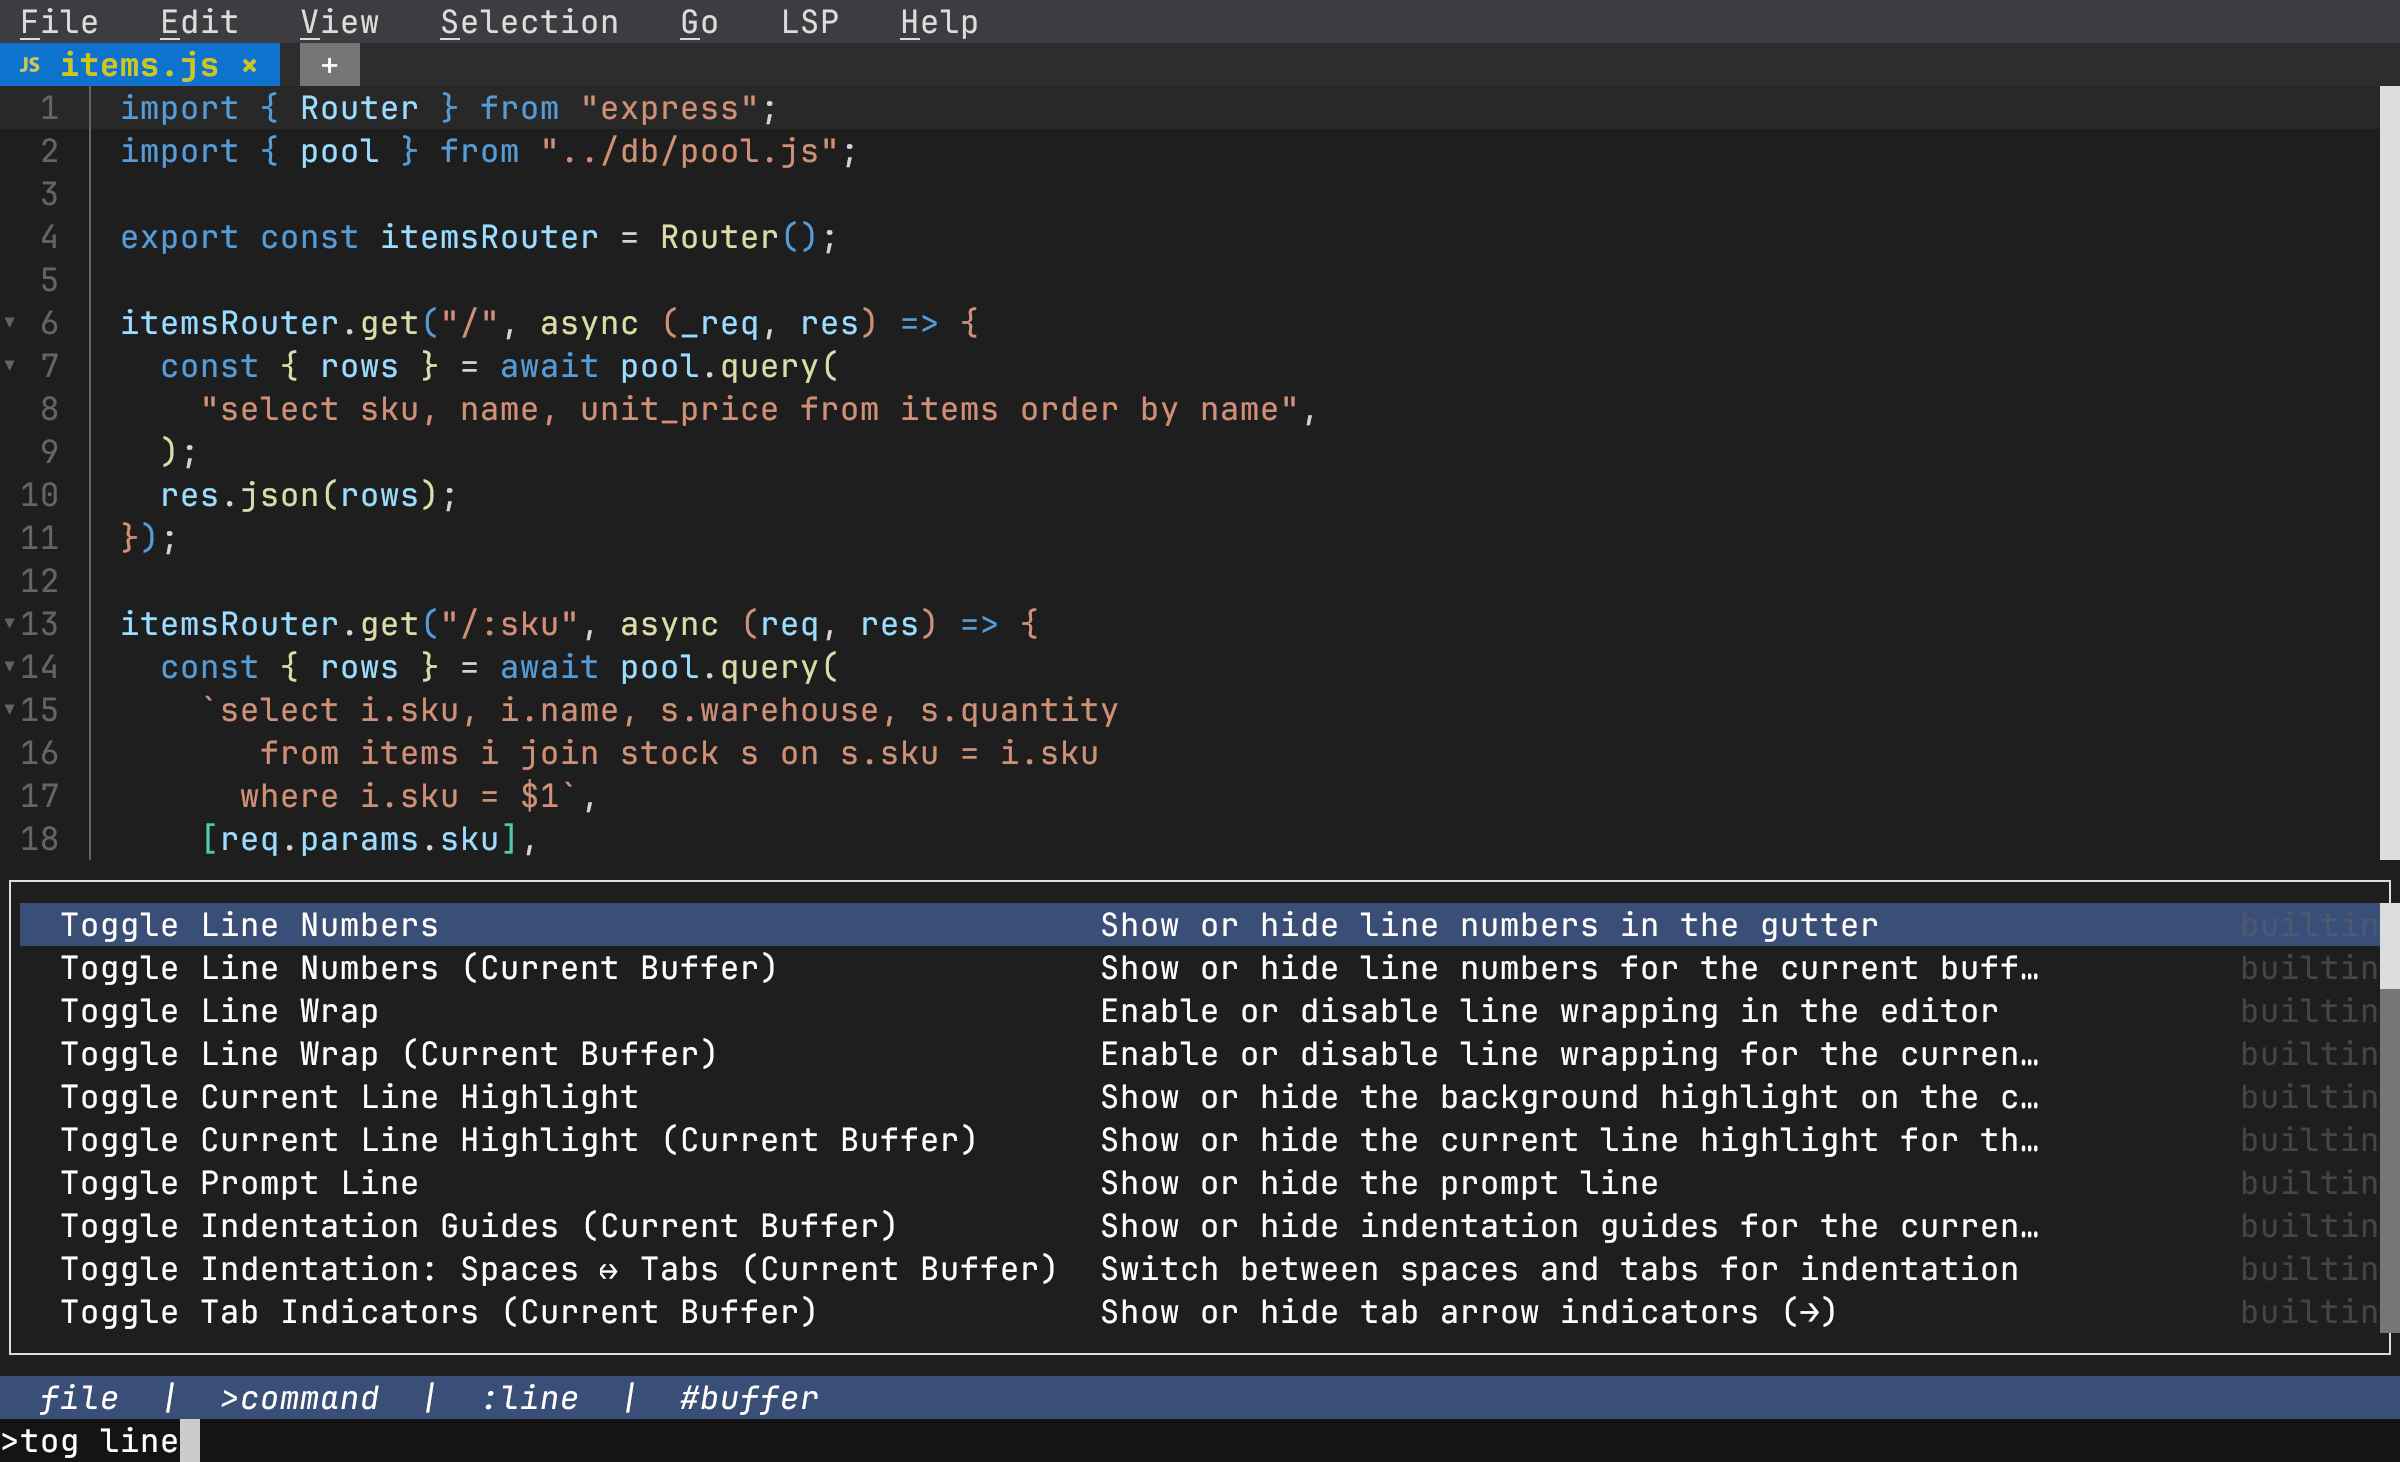 File Edit View Selection Go LSP Help
JS items.js × +
1 import { Router } from "express";
2 import { pool } from "../db/pool.js";
3
4 export const itemsRouter = Router();
5
▾ 6 itemsRouter.get("/", async (_req, res) => {
▾ 7   const { rows } = await pool.query(
8     "select sku, name, unit_price from items order by name",
9   );
10   res.json(rows);
11 });
12
▾13 itemsRouter.get("/:sku", async (req, res) => {
▾14   const { rows } = await pool.query(
▾15     `select i.sku, i.name, s.warehouse, s.quantity
16        from items i join stock s on s.sku = i.sku
17       where i.sku = $1`,
18     [req.params.sku],
Toggle Line Numbers Show or hide line numbers in the gutter builtin
Toggle Line Numbers (Current Buffer) Show or hide line numbers for the current buff… builtin
Toggle Line Wrap Enable or disable line wrapping in the editor builtin
Toggle Line Wrap (Current Buffer) Enable or disable line wrapping for the curren… builtin
Toggle Current Line Highlight Show or hide the background highlight on the c… builtin
Toggle Current Line Highlight (Current Buffer) Show or hide the current line highlight for th… builtin
Toggle Prompt Line Show or hide the prompt line builtin
Toggle Indentation Guides (Current Buffer) Show or hide indentation guides for the curren… builtin
Toggle Indentation: Spaces ↔ Tabs (Current Buffer) Switch between spaces and tabs for indentation builtin
Toggle Tab Indicators (Current Buffer) Show or hide tab arrow indicators (→) builtin
file | >command | :line | #buffer
>tog line